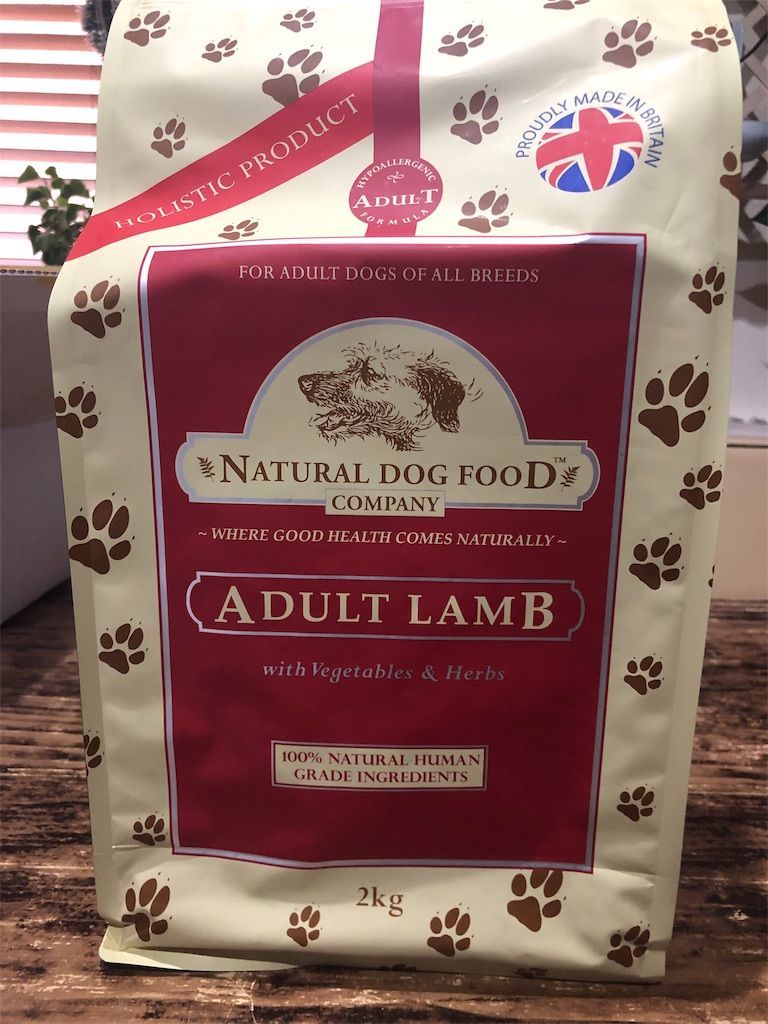 HOLISTIC PRODUCT
HYPOALLERGENIC
ADULT
FORMULA
PROUDLY MADE IN BRITAIN
FOR ADULT DOGS OF ALL BREEDS
NATURAL DOG FOOD™
COMPANY
~ WHERE GOOD HEALTH COMES NATURALLY ~
ADULT LAMB
with Vegetables & Herbs
100% NATURAL HUMAN
GRADE INGREDIENTS
2kg